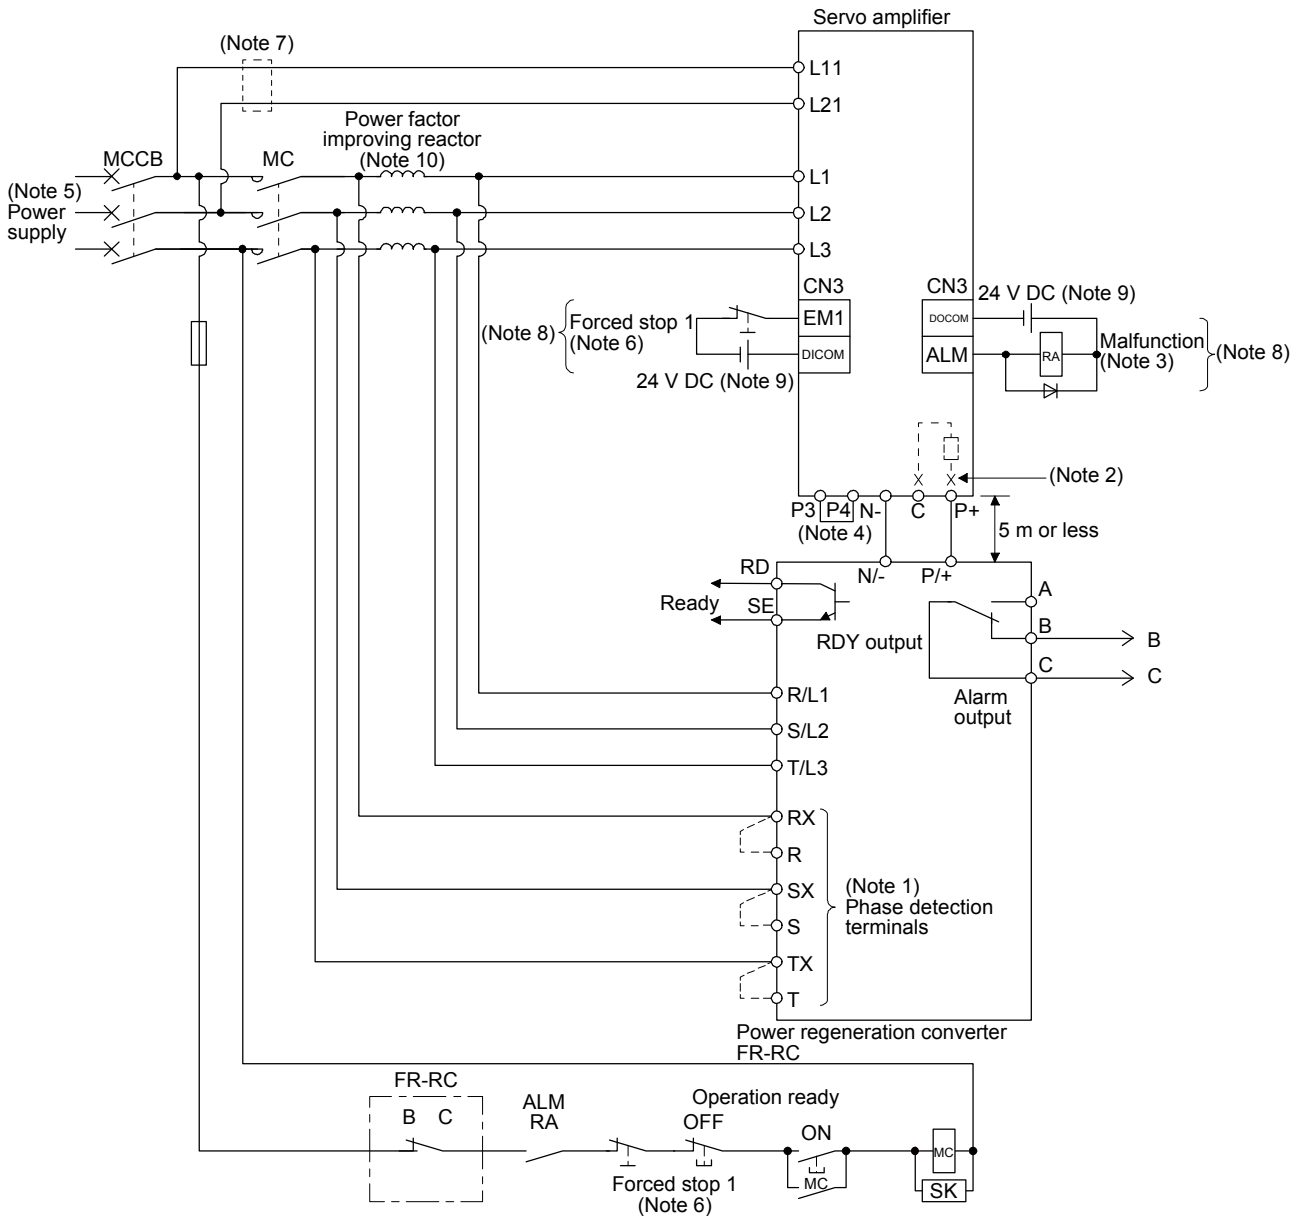 Servo amplifier
(Note 7)
L11
L21
Power factor
improving reactor
(Note 10)
MCCB
MC
(Note 5)
Power
supply
L1
L2
L3
CN3
CN3
24 V DC (Note 9)
(Note 8)
Forced stop 1
(Note 6)
EM1
DICOM
24 V DC (Note 9)
DOCOM
ALM
RA
Malfunction
(Note 3)
(Note 8)
(Note 2)
P3
P4
N-
C
P+
(Note 4)
5 m or less
N/-
P/+
RD
Ready
SE
RDY output
A
B
B
C
C
Alarm
output
R/L1
S/L2
T/L3
RX
R
SX
S
TX
T
(Note 1)
Phase detection
terminals
Power regeneration converter
FR-RC
FR-RC
B C
ALM
RA
Forced stop 1
(Note 6)
Operation ready
OFF
ON
MC
MC
SK